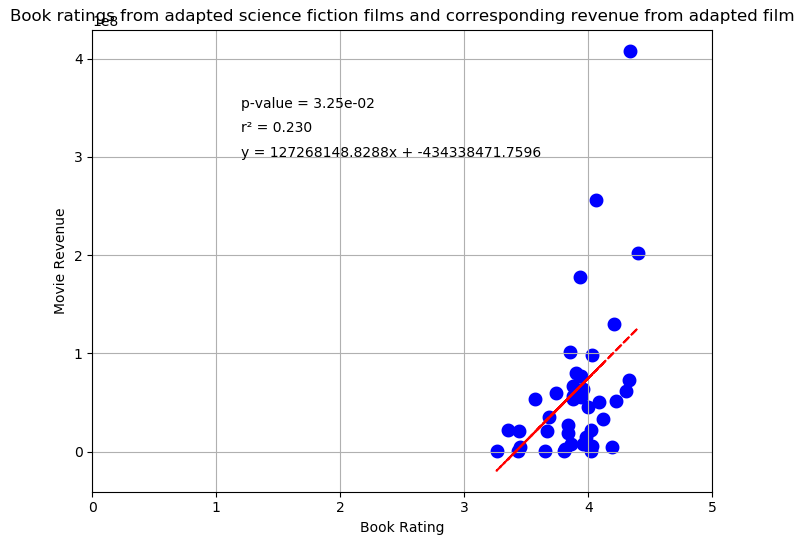 Book ratings from adapted science fiction films and corresponding revenue from adapted film
1e8
p-value = 3.25e-02
r² = 0.230
y = 127268148.8288x + -434338471.7596
4
3
2
1
0
Movie Revenue
0 1 2 3 4 5
Book Rating